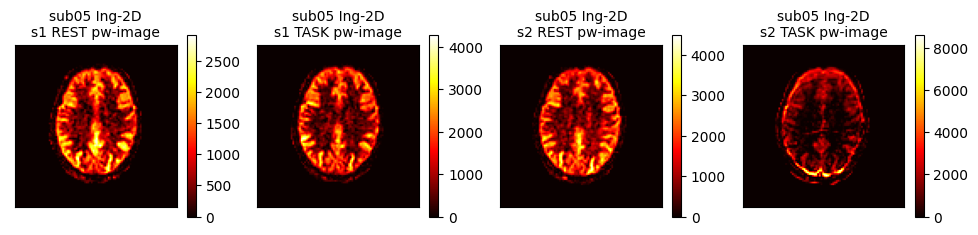 sub05 Ing-2D
s1 REST pw-image
2500
2000
1500
1000
500
0
sub05 Ing-2D
s1 TASK pw-image
4000
3000
2000
1000
0
sub05 Ing-2D
s2 REST pw-image
4000
3000
2000
1000
0
sub05 Ing-2D
s2 TASK pw-image
8000
6000
4000
2000
0